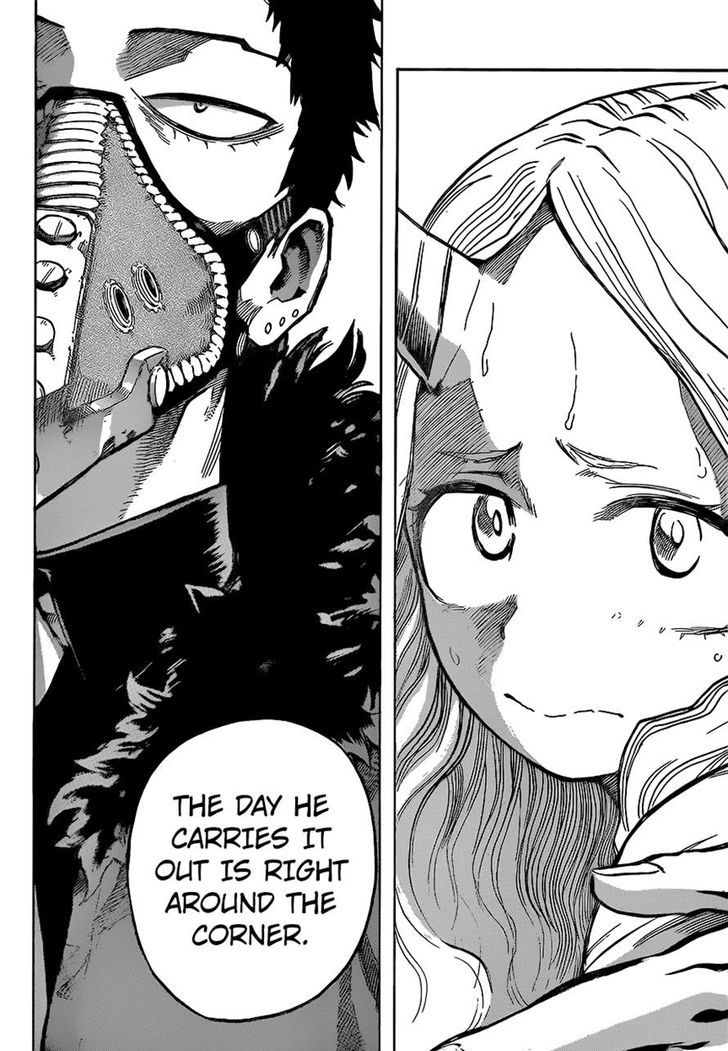 THE DAY HE
CARRIES IT
OUT IS RIGHT
AROUND THE
CORNER.